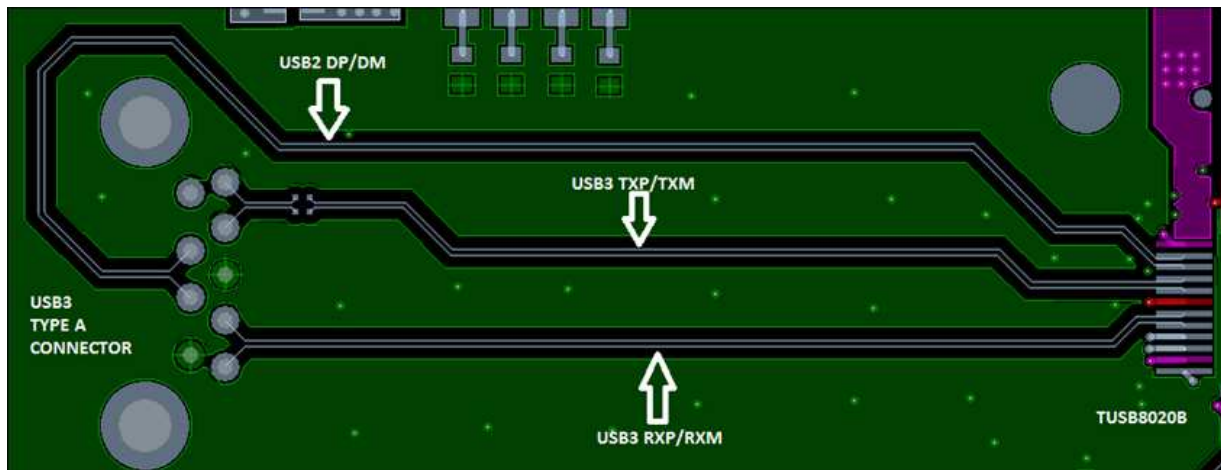 USB2 DP/DM
USB3 TXP/TXM
USB3
TYPE A
CONNECTOR
TUSB8020B
USB3 RXP/RXM